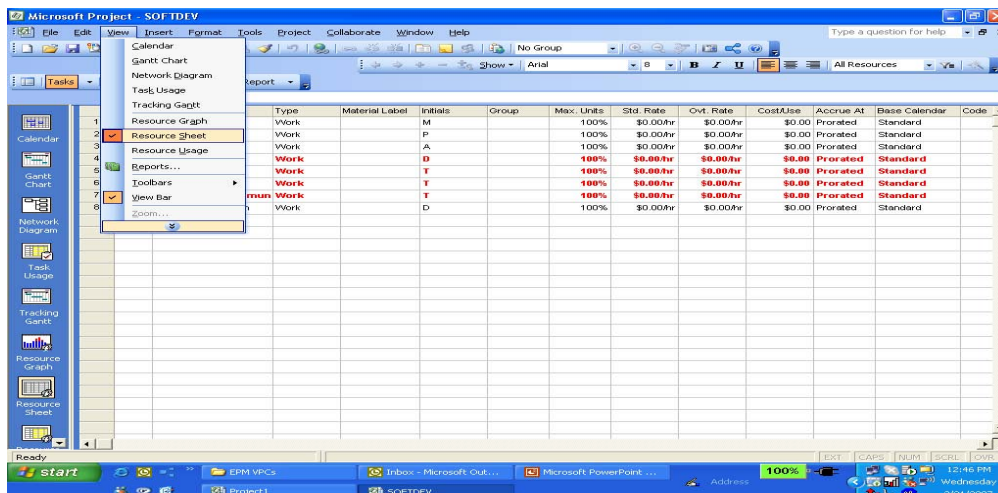 Microsoft Project - SOFTDEV
File Edit View Insert Format Tools Project Collaborate Window Help Type a question for help
No Group
Show Arial 8 B I U All Resources
Tasks Report
Calendar
Gantt Chart
Network Diagram
Task Usage
Tracking Gantt
Resource Graph
Resource Sheet
Resource Usage
Reports...
Toolbars
View Bar
Zoom...
Type Material Label Initials Group Max. Units Std. Rate Ovt. Rate Cost/Use Accrue At Base Calendar Code
1 Work M 100% $0.00/hr $0.00/hr $0.00 Prorated Standard
2 Work P 100% $0.00/hr $0.00/hr $0.00 Prorated Standard
3 Work A 100% $0.00/hr $0.00/hr $0.00 Prorated Standard
4 Work D 100% $0.00/hr $0.00/hr $0.00 Prorated Standard
5 Work T 100% $0.00/hr $0.00/hr $0.00 Prorated Standard
6 Work T 100% $0.00/hr $0.00/hr $0.00 Prorated Standard
7 mun Work T 100% $0.00/hr $0.00/hr $0.00 Prorated Standard
8 Work D 100% $0.00/hr $0.00/hr $0.00 Prorated Standard
Calendar
Gantt
Chart
Network
Diagram
Task
Usage
Tracking
Gantt
Resource
Graph
Resource
Sheet
Ready EXT CAPS NUM SCRL OVR
start EPM VPCs Inbox - Microsoft Out... Microsoft PowerPoint ... 100% 12:46 PM
Address Wednesday
Project1 SOFTDEV